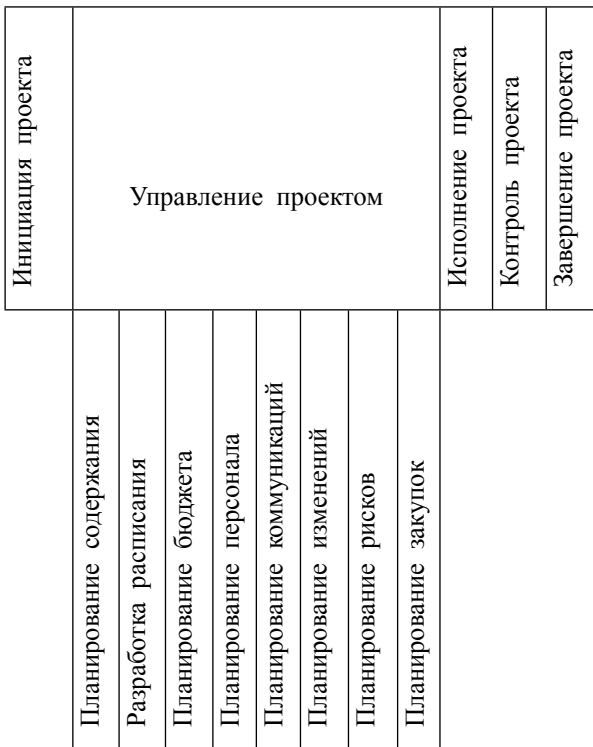 Инициация проекта
Управление проектом
Исполнение проекта
Контроль проекта
Завершение проекта
Планирование содержания
Разработка расписания
Планирование бюджета
Планирование персонала
Планирование коммуникаций
Планирование изменений
Планирование рисков
Планирование закупок